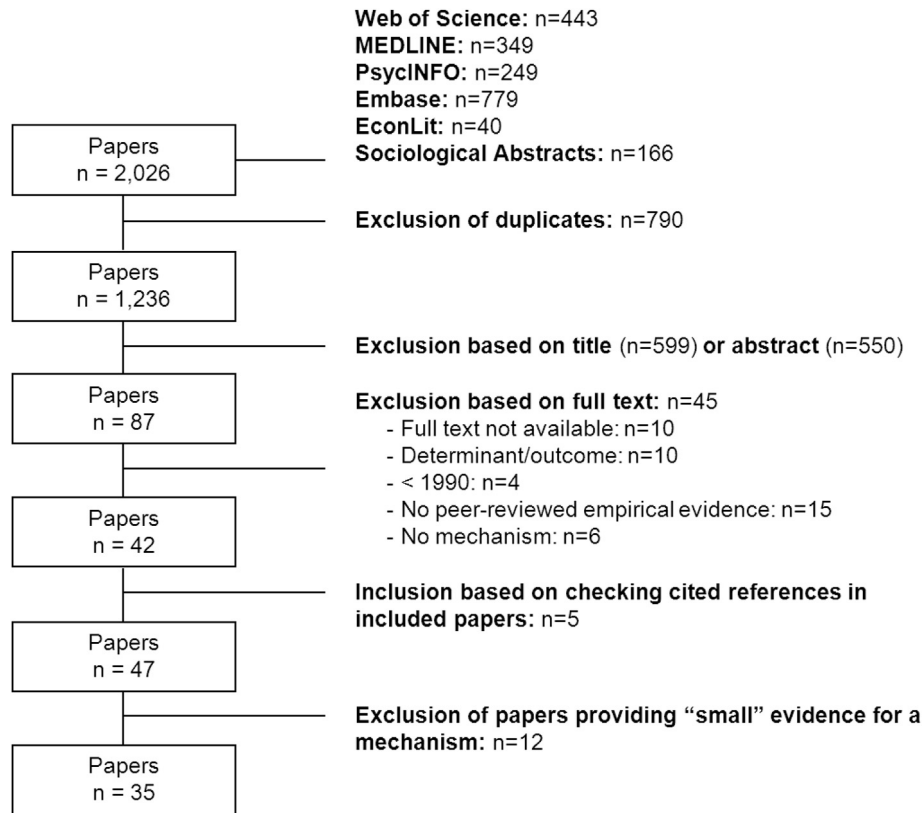 Web of Science: n=443
MEDLINE: n=349
PsycINFO: n=249
Embase: n=779
EconLit: n=40
Sociological Abstracts: n=166
Papers
n = 2,026
Exclusion of duplicates: n=790
Papers
n = 1,236
Exclusion based on title (n=599) or abstract (n=550)
Papers
n = 87
Exclusion based on full text: n=45
- Full text not available: n=10
- Determinant/outcome: n=10
- < 1990: n=4
- No peer-reviewed empirical evidence: n=15
- No mechanism: n=6
Papers
n = 42
Inclusion based on checking cited references in
included papers: n=5
Papers
n = 47
Exclusion of papers providing “small” evidence for a
mechanism: n=12
Papers
n = 35